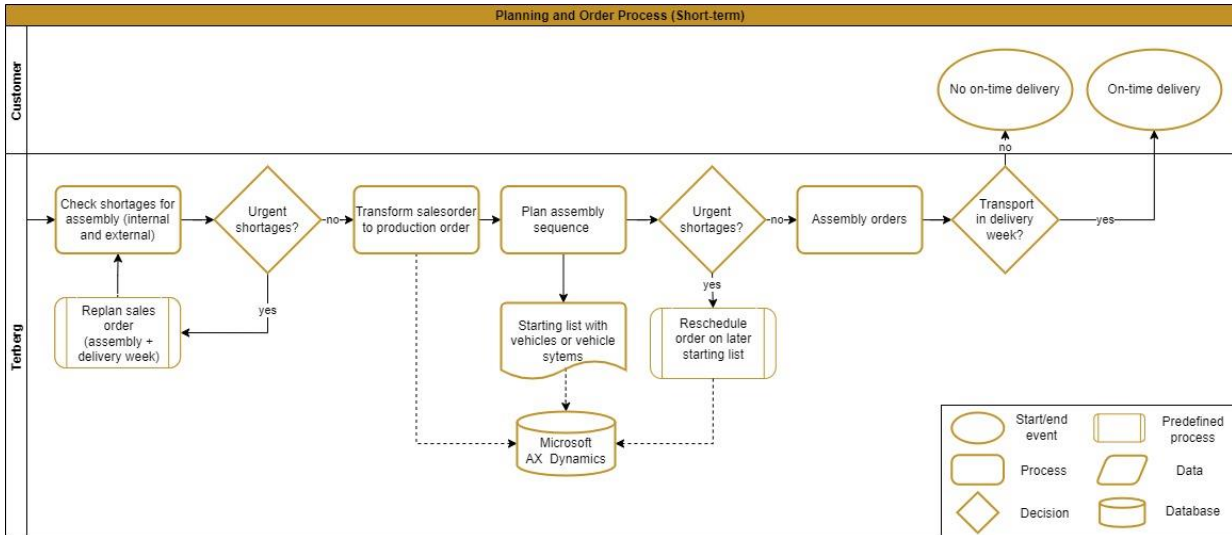 Planning and Order Process (Short-term)
Customer
No on-time delivery
On-time delivery
no
Terberg
Check shortages for
assembly (internal
and external)
Urgent
shortages?
no
Transform salesorder
to production order
Plan assembly
sequence
Urgent
shortages?
no
Assembly orders
Transport
in delivery
week?
yes
yes
Replan sales
order
(assembly +
delivery week)
Starting list with
vehicles or vehicle
sytems
yes
Reschedule
order on later
starting list
Microsoft
AX Dynamics
Start/end
event
Predefined
process
Process
Data
Decision
Database